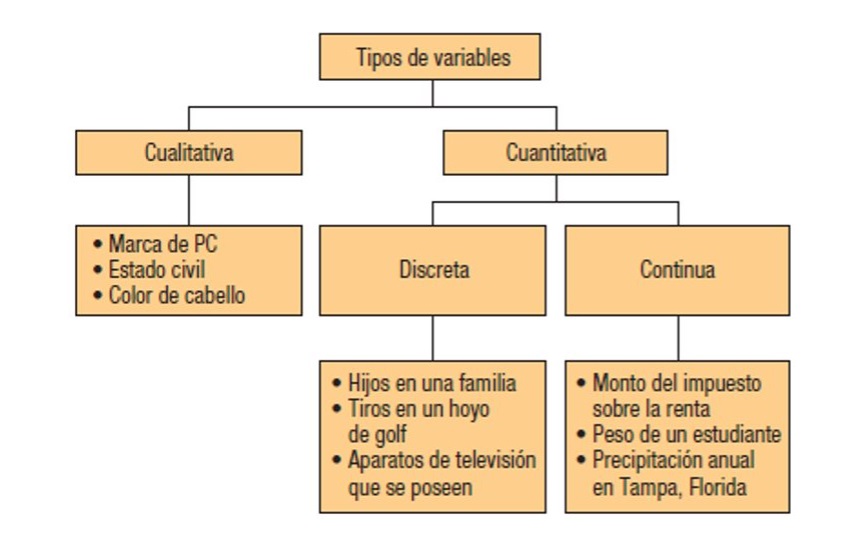 Tipos de variables
Cualitativa
Cuantitativa
• Marca de PC
• Estado civil
• Color de cabello
Discreta
Continua
• Hijos en una familia
• Tiros en un hoyo
de golf
• Aparatos de televisión
que se poseen
• Monto del impuesto
sobre la renta
• Peso de un estudiante
• Precipitación anual
en Tampa, Florida